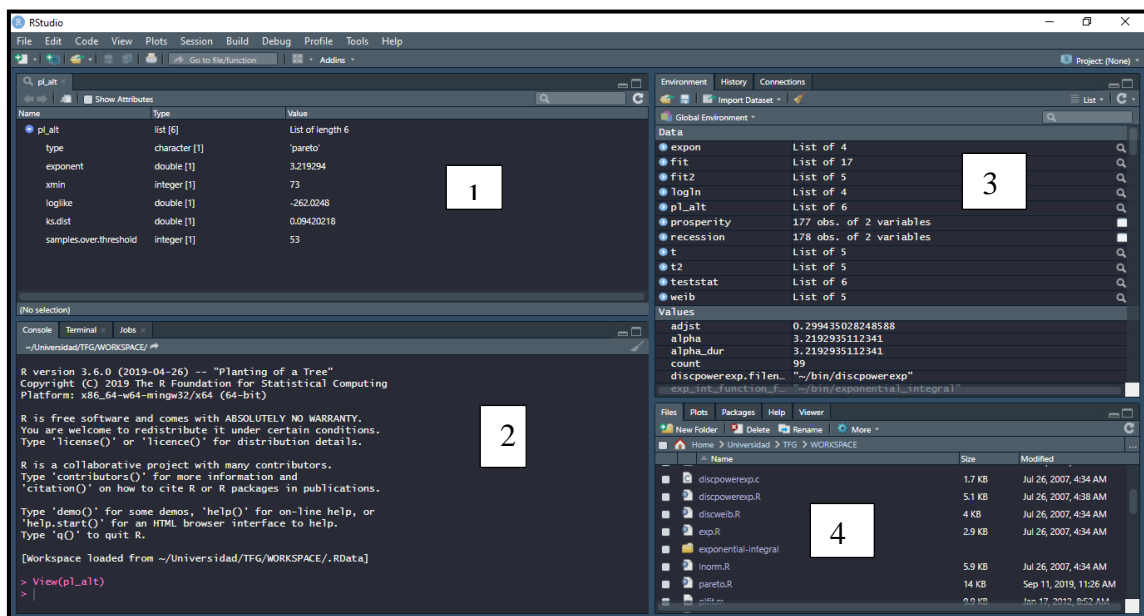 RStudio
File Edit Code View Plots Session Build Debug Profile Tools Help
Go to file/function Addins Project: (None)
pl_alt
Show Attributes
Name Type Value
pl_alt list [6] List of length 6
type character [1] 'pareto'
exponent double [1] 3.219294
xmin integer [1] 73
loglike double [1] -262.0248
ks.dist double [1] 0.09420218
samples.over.threshold integer [1] 53
1
(No selection)
Console Terminal Jobs
~/Universidad/TFG/WORKSPACE/
R version 3.6.0 (2019-04-26) -- "Planting of a Tree"
Copyright (C) 2019 The R Foundation for Statistical Computing
Platform: x86_64-w64-mingw32/x64 (64-bit)
R is free software and comes with ABSOLUTELY NO WARRANTY.
You are welcome to redistribute it under certain conditions.
Type 'license()' or 'licence()' for distribution details.
R is a collaborative project with many contributors.
Type 'contributors()' for more information and
'citation()' on how to cite R or R packages in publications.
Type 'demo()' for some demos, 'help()' for on-line help, or
'help.start()' for an HTML browser interface to help.
Type 'q()' to quit R.
[Workspace loaded from ~/Universidad/TFG/WORKSPACE/.RData]
> View(pl_alt)
>
2
Environment History Connections
Import Dataset List
Global Environment
Data
expon List of 4
fit List of 17
fit2 List of 5
logln List of 4
pl_alt List of 6
prosperity 177 obs. of 2 variables
recession 178 obs. of 2 variables
t List of 5
t2 List of 5
teststat List of 6
weib List of 5
Values
adjst 0.299435028248588
alpha 3.2192935112341
alpha_dur 3.2192935112341
count 99
discpowerexp.filen… "~/bin/discpowerexp"
exp_int_function_f… "~/bin/exponential_integral"
3
Files Plots Packages Help Viewer
New Folder Delete Rename More
Home > Universidad > TFG > WORKSPACE ...
Name Size Modified
discpowerexp.c 1.7 KB Jul 26, 2007, 4:34 AM
discpowerexp.R 5.1 KB Jul 26, 2007, 4:38 AM
discweib.R 4 KB Jul 26, 2007, 4:34 AM
exp.R 2.9 KB Jul 26, 2007, 4:34 AM
exponential-integral
lnorm.R 5.9 KB Jul 26, 2007, 4:34 AM
pareto.R 14 KB Sep 11, 2019, 11:26 AM
plfit.m 9.9 KB Jan 17, 2012, 8:52 AM
4